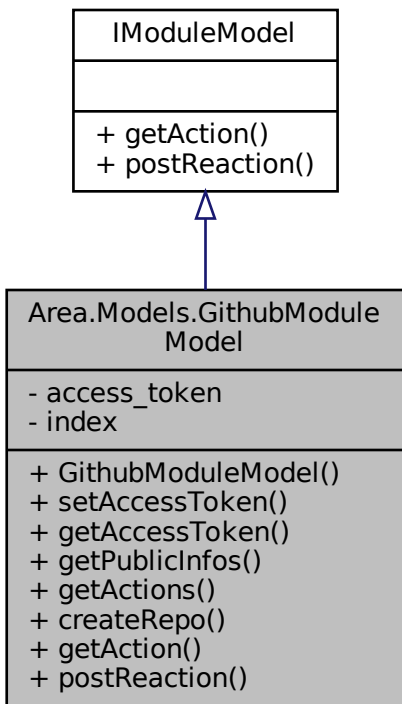 IModuleModel
+ getAction()
+ postReaction()
Area.Models.GithubModule
Model
- access_token
- index
+ GithubModuleModel()
+ setAccessToken()
+ getAccessToken()
+ getPublicInfos()
+ getActions()
+ createRepo()
+ getAction()
+ postReaction()